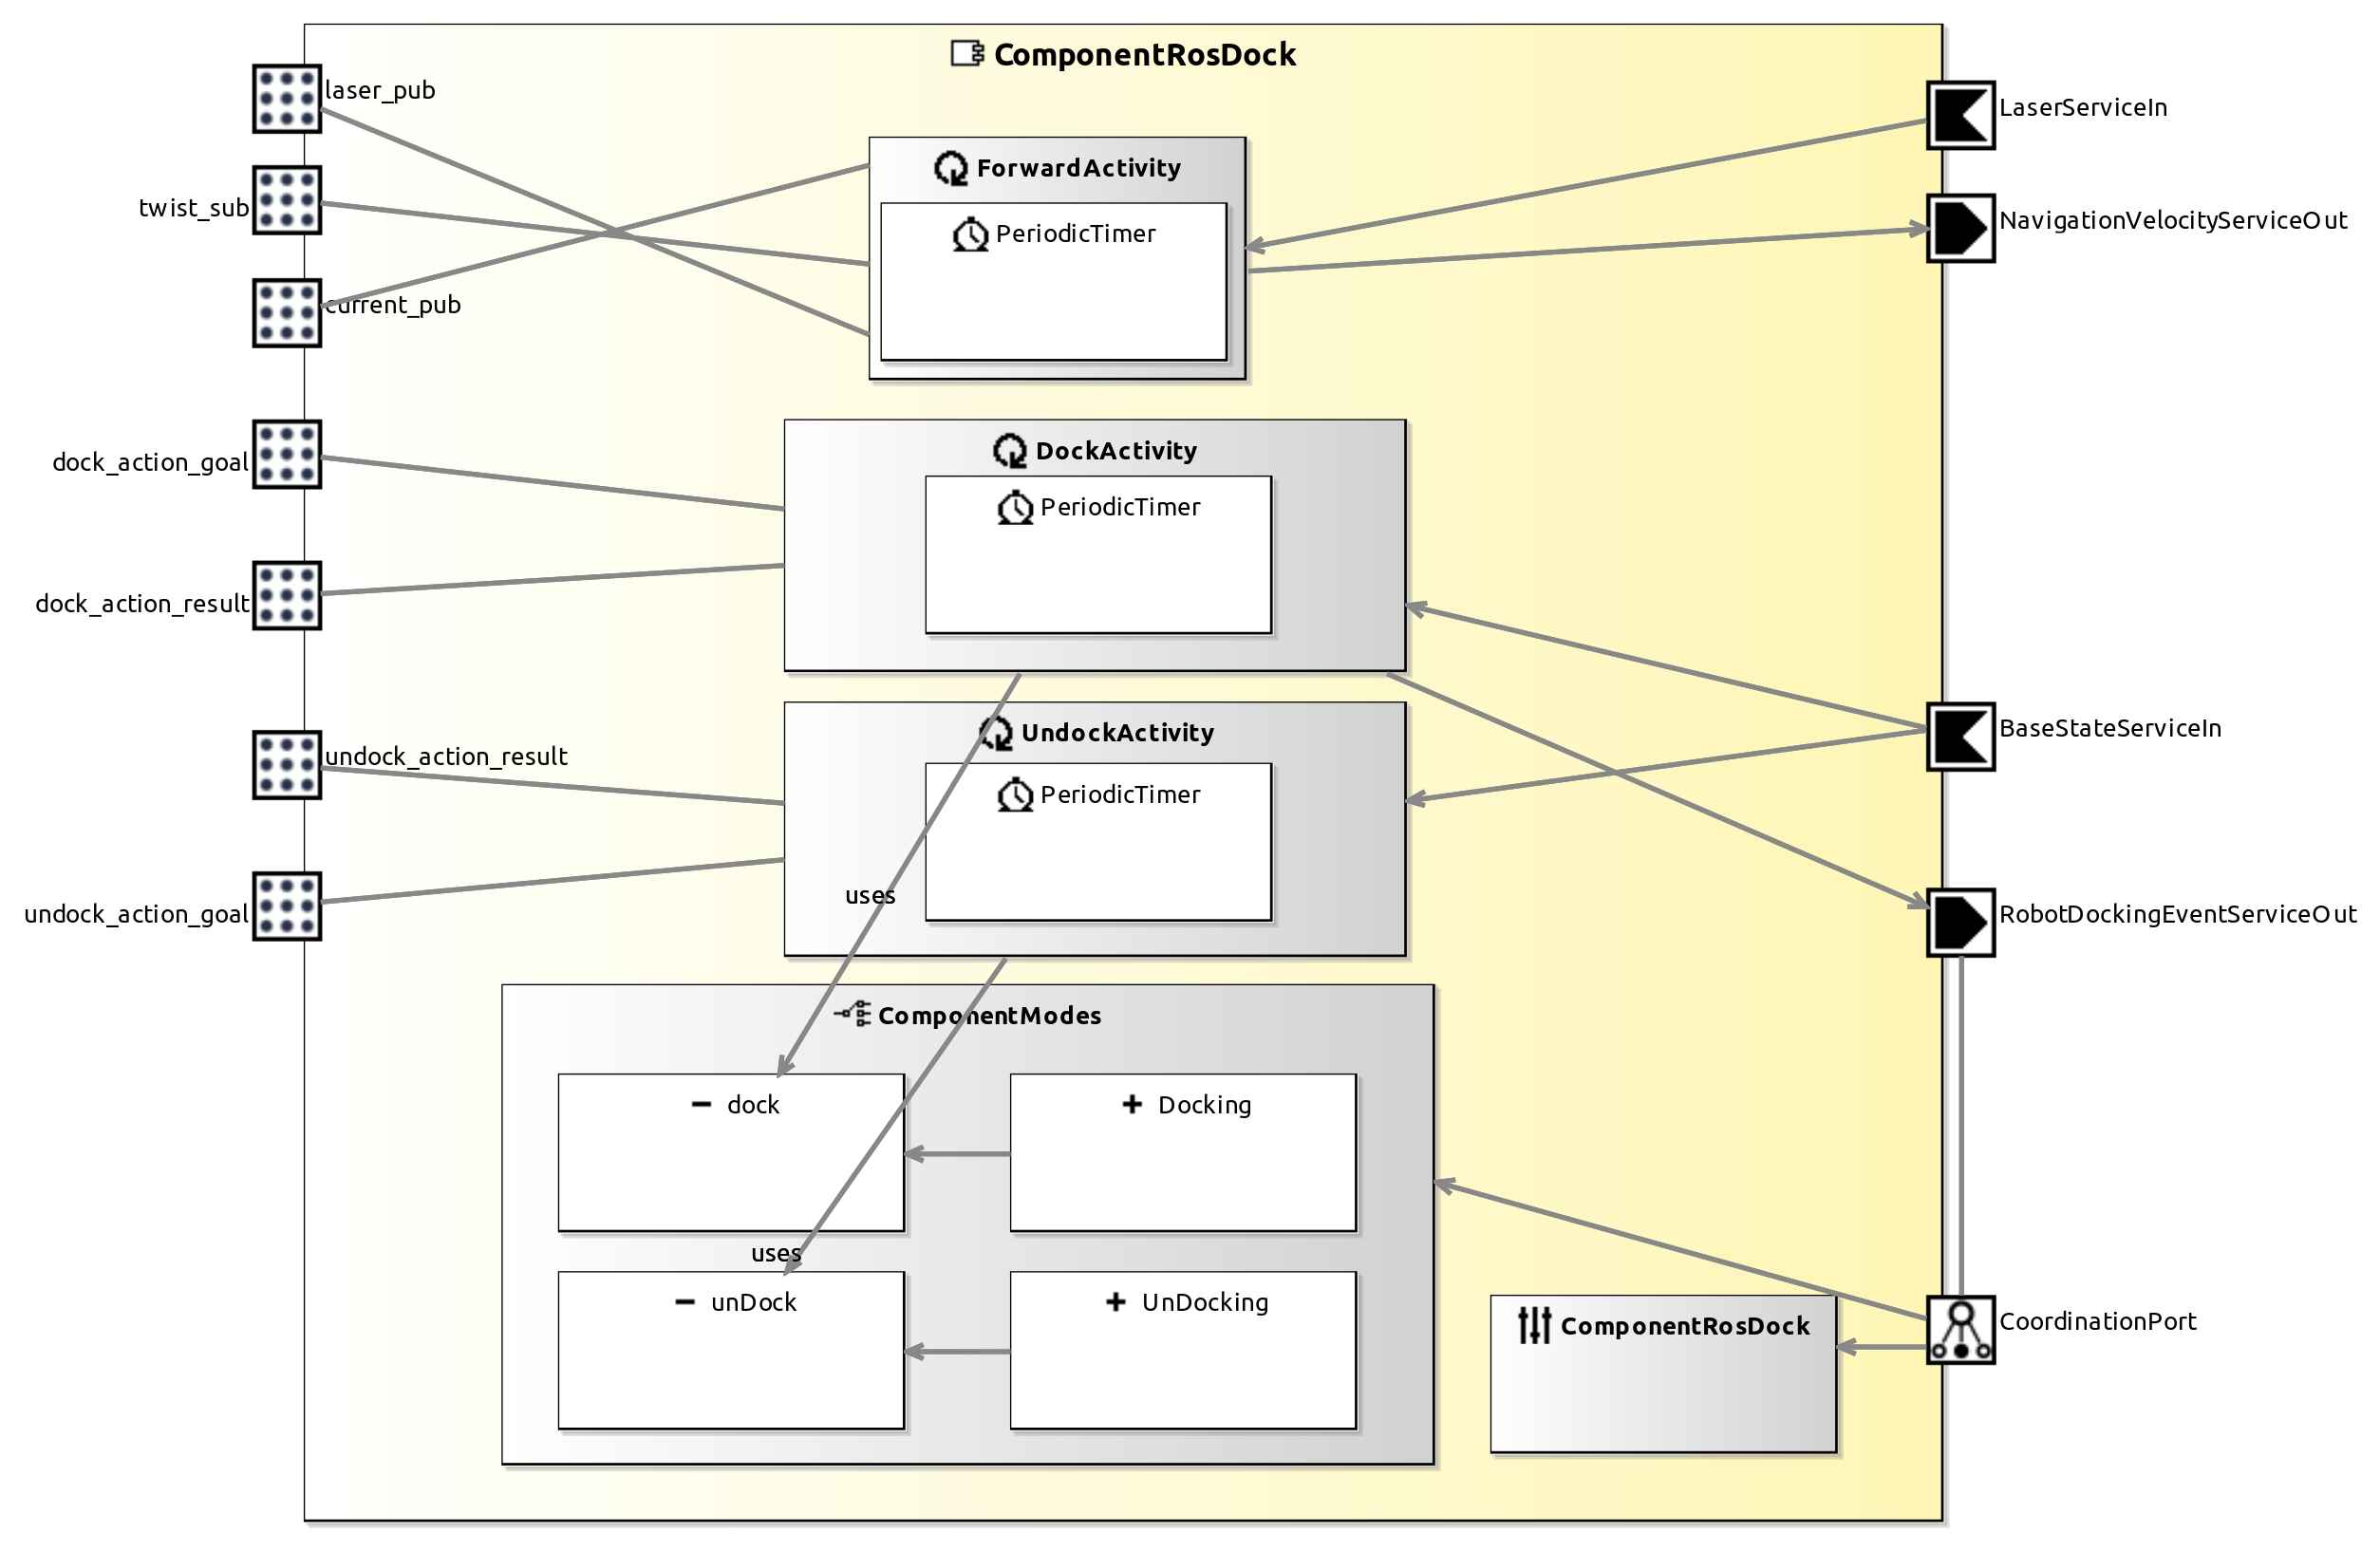 ComponentRosDock
laser_pub
LaserServiceIn
ForwardActivity
twist_sub
NavigationVelocityServiceOut
PeriodicTimer
current_pub
DockActivity
dock_action_goal
PeriodicTimer
dock_action_result
UndockActivity
BaseStateServiceIn
undock_action_result
PeriodicTimer
uses
undock_action_goal
RobotDockingEventServiceOut
ComponentModes
dock
Docking
uses
unDock
UnDocking
ComponentRosDock
CoordinationPort